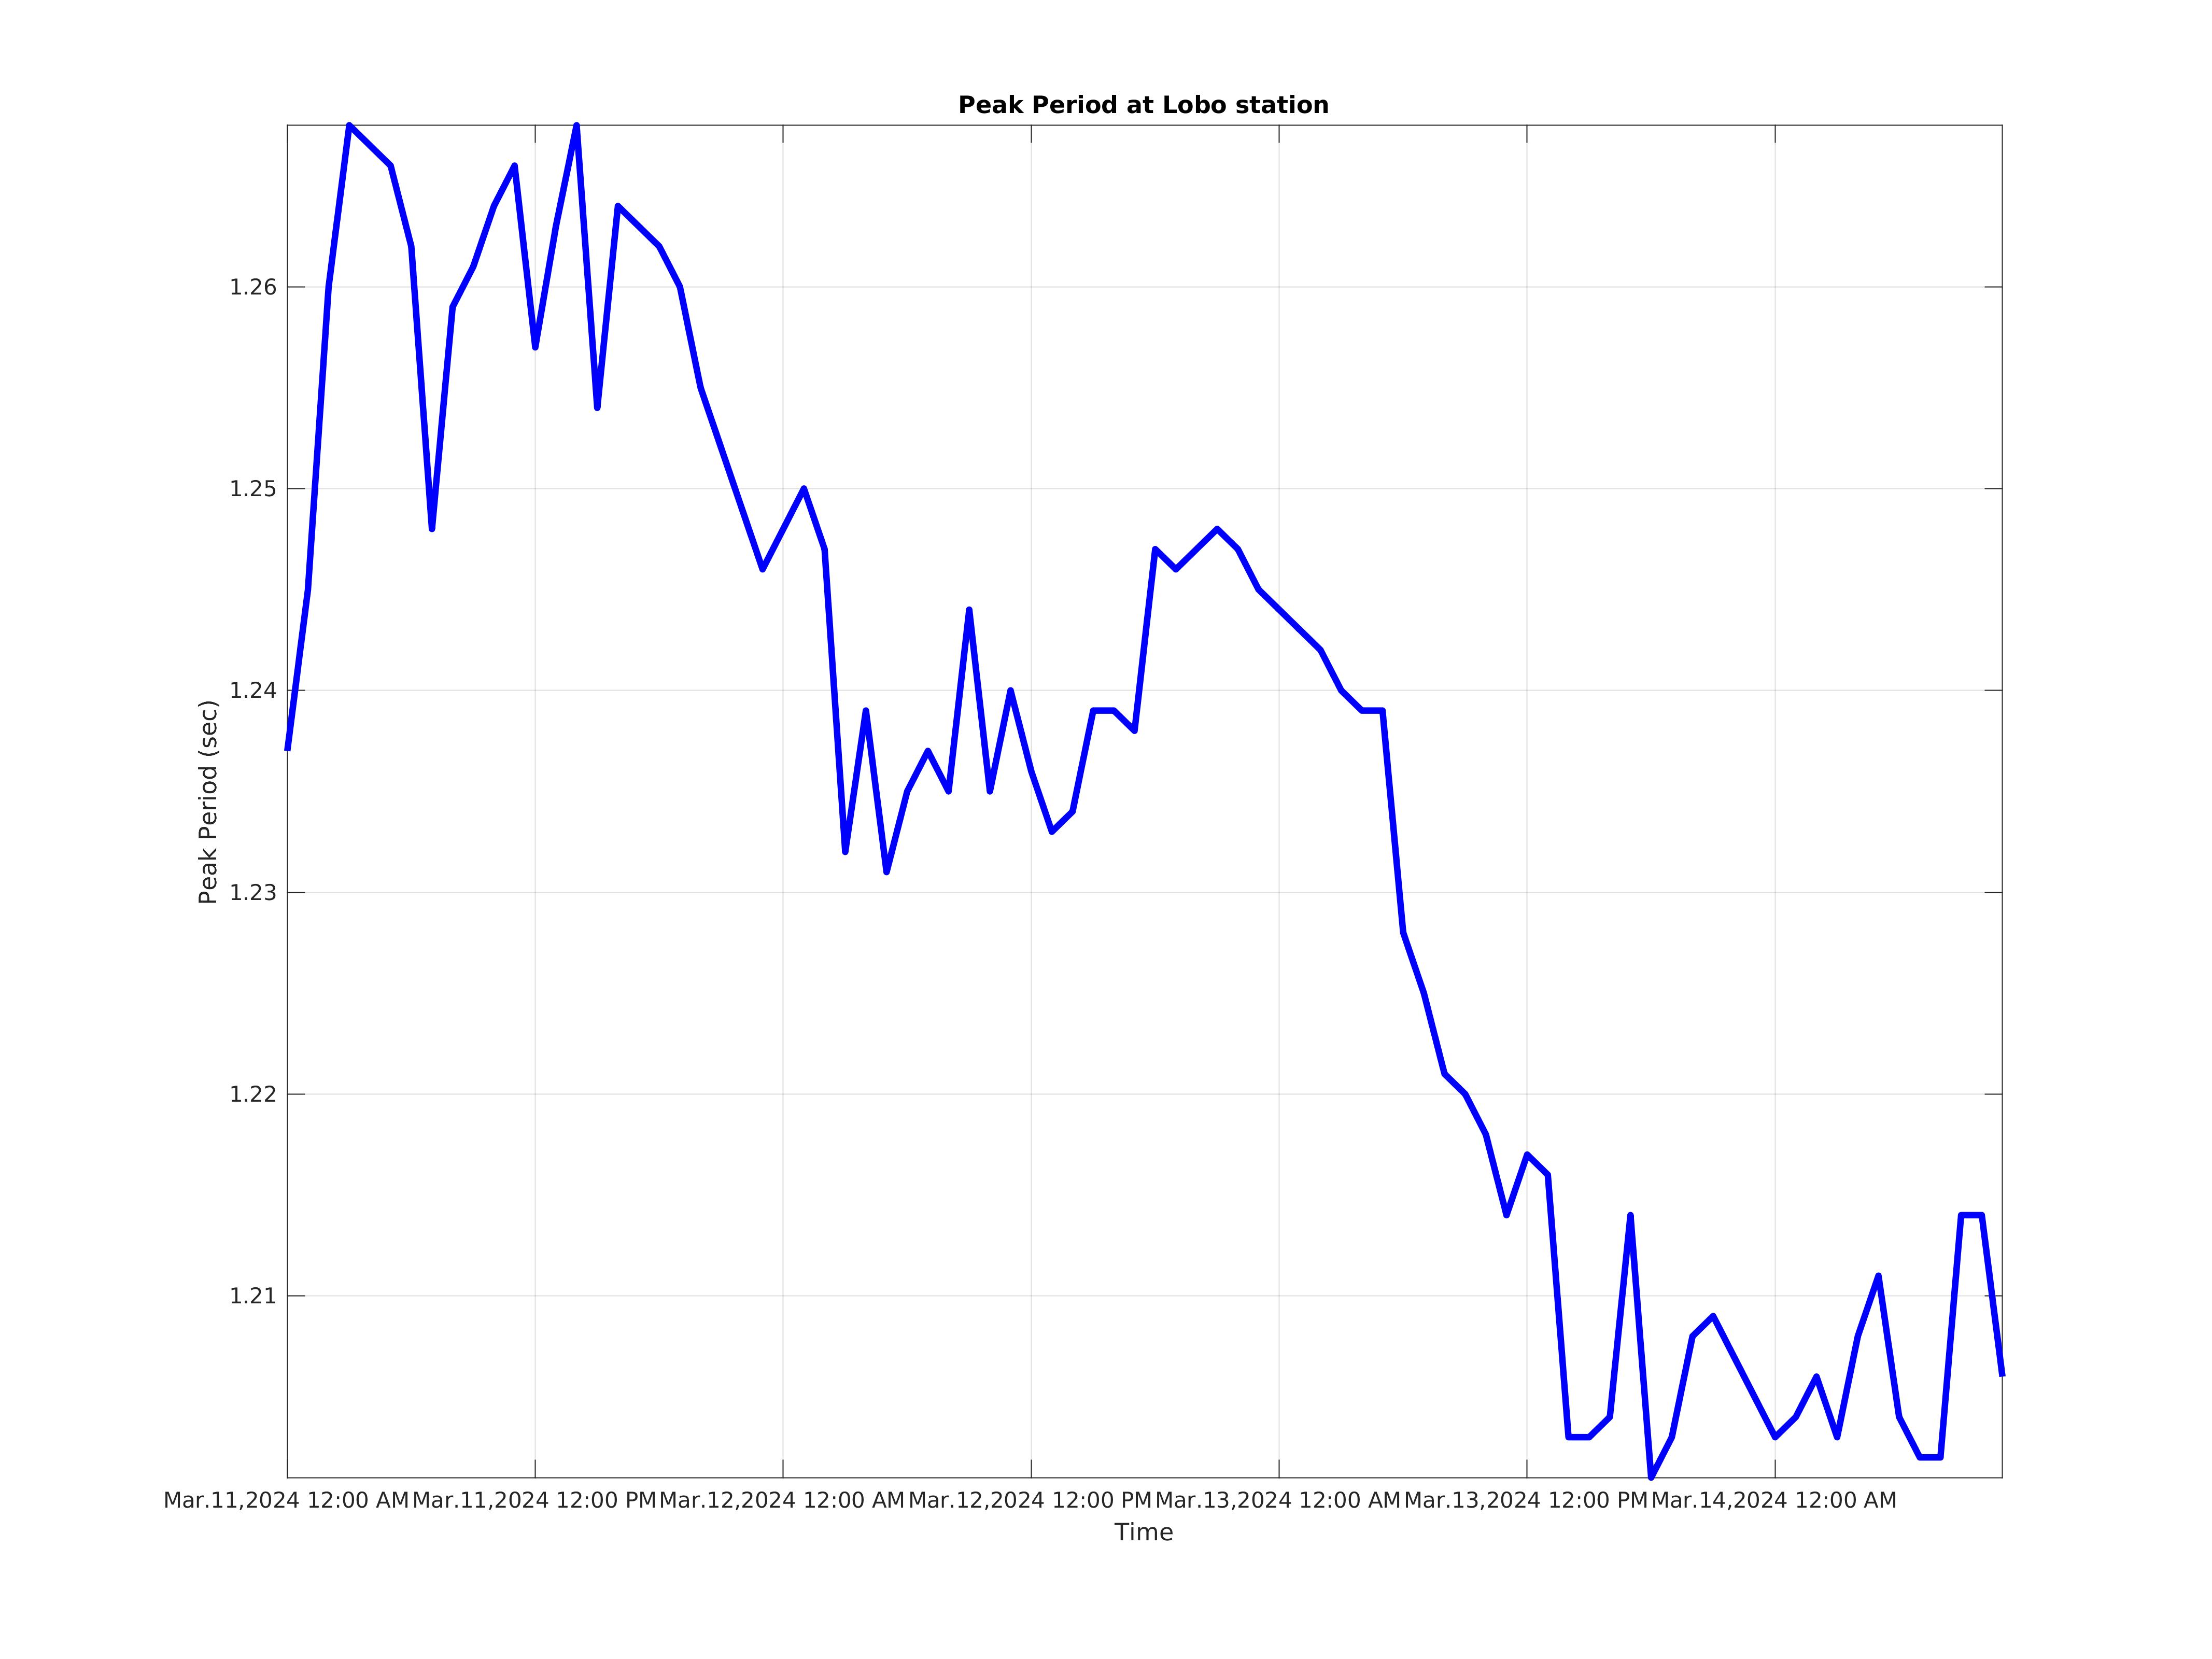 Peak Period at Lobo station
Peak Period (sec)
1.26
1.25
1.24
1.23
1.22
1.21
Mar.11,2024 12:00 AM Mar.11,2024 12:00 PM Mar.12,2024 12:00 AM Mar.12,2024 12:00 PM Mar.13,2024 12:00 AM Mar.13,2024 12:00 PM Mar.14,2024 12:00 AM
Time